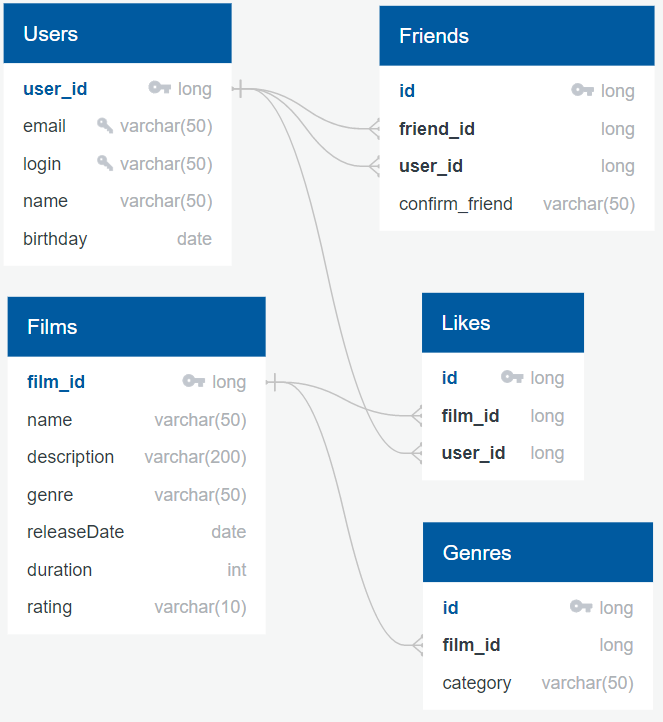 Users
user_id long
email varchar(50)
login varchar(50)
name varchar(50)
birthday date
Friends
id long
friend_id long
user_id long
confirm_friend varchar(50)
Films
film_id long
name varchar(50)
description varchar(200)
genre varchar(50)
releaseDate date
duration int
rating varchar(10)
Likes
id long
film_id long
user_id long
Genres
id long
film_id long
category varchar(50)